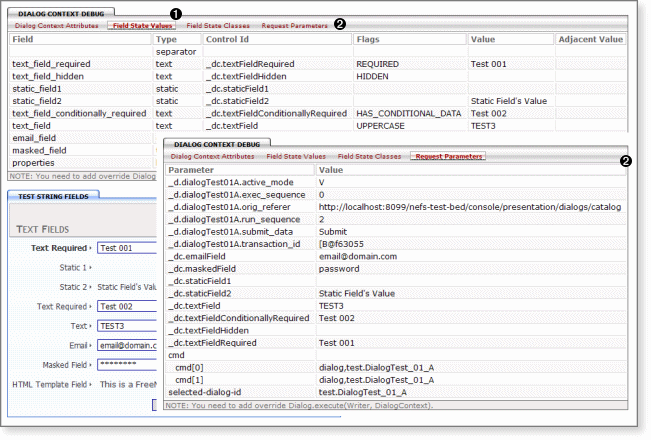 DIALOG CONTEXT DEBUG
1
Dialog Context Attributes Field State Values Field State Classes Request Parameters 2
Field Type Control Id Flags Value Adjacent Value
separator
text_field_required text _dc.textFieldRequired REQUIRED Test 001
text_field_hidden text _dc.textFieldHidden HIDDEN
static_field1 static _dc.staticField1
static_field2 static _dc.staticField2 Static Field's Value
text_field_conditionally_required text _dc.textFieldConditionallyRequired HAS_CONDITIONAL_DATA Test 002
text_field text _dc.textField UPPERCASE TEST3
email_field
masked_field
properties
NOTE: You need to add override Dialog
DIALOG CONTEXT DEBUG
Dialog Context Attributes Field State Values Field State Classes Request Parameters 2
Parameter Value
_d.dialogTest01A.active_mode V
_d.dialogTest01A.exec_sequence 0
_d.dialogTest01A.orig_referer http://localhost:8099/nefs-test-bed/console/presentation/dialogs/catalog
_d.dialogTest01A.run_sequence 2
_d.dialogTest01A.submit_data Submit
_d.dialogTest01A.transaction_id [B@f63055
_dc.emailField email@domain.com
_dc.maskedField password
_dc.staticField1
_dc.staticField2 Static Field's Value
_dc.textField TEST3
_dc.textFieldConditionallyRequired Test 002
_dc.textFieldHidden
_dc.textFieldRequired Test 001
cmd
cmd[0] dialog,test.DialogTest_01_A
cmd[1] dialog,test.DialogTest_01_A
selected-dialog-id test.DialogTest_01_A
NOTE: You need to add override Dialog.execute(Writer, DialogContext).
TEST STRING FIELDS
TEXT FIELDS
Text Required Test 001
Static 1
Static 2 Static Field's Valu
Text Required Test 002
Text TEST3
Email email@domain.c
Masked Field ********
HTML Template Field This is a FreeM